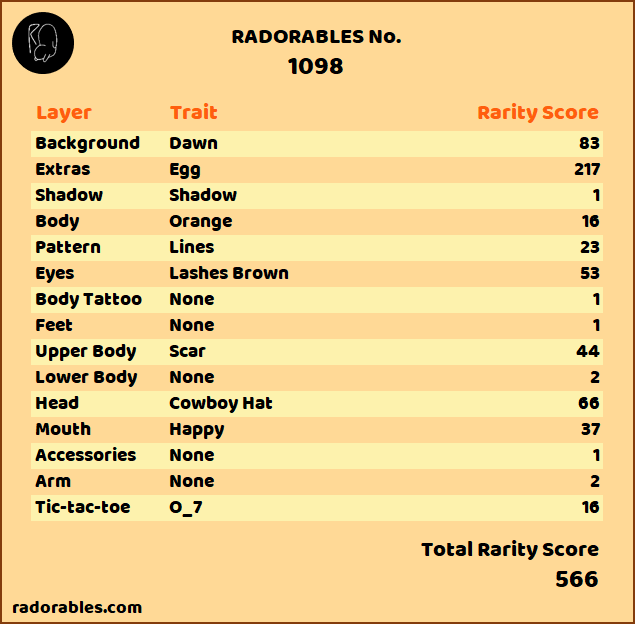 RADORABLES No.
1098
Layer Trait Rarity Score
Background Dawn 83
Extras Egg 217
Shadow Shadow 1
Body Orange 16
Pattern Lines 23
Eyes Lashes Brown 53
Body Tattoo None 1
Feet None 1
Upper Body Scar 44
Lower Body None 2
Head Cowboy Hat 66
Mouth Happy 37
Accessories None 1
Arm None 2
Tic-tac-toe O_7 16
Total Rarity Score
566
radorables.com